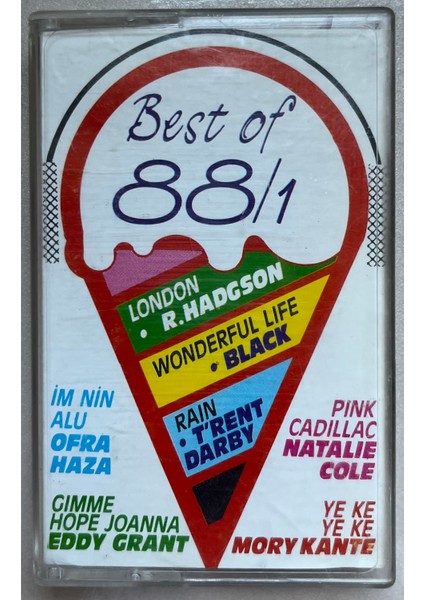 Best of
88/1
LONDON
• R.HADGSON
WONDERFUL LIFE
• BLACK
RAIN
• T'RENT
DARBY
İM NİN
ALU
OFRA
HAZA
PINK
CADILLAC
NATALIE
COLE
GIMME
HOPE JOANNA
EDDY GRANT
YE KE
YE KE
MORY KANTE